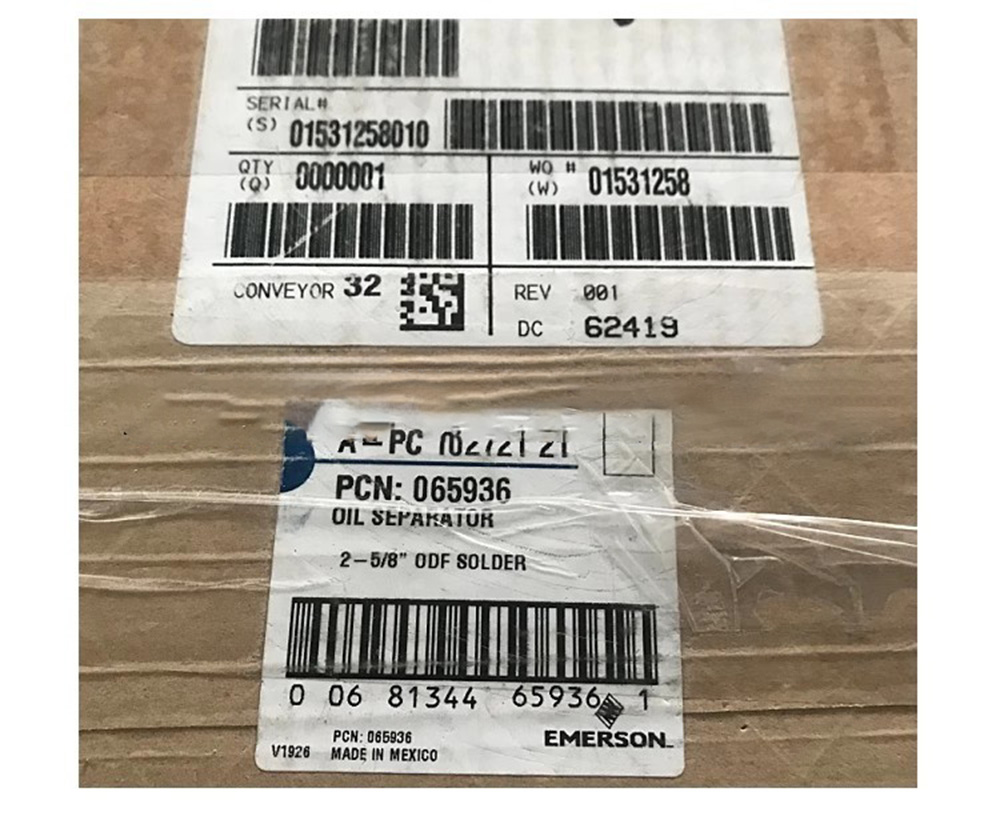 SERIAL#
(S) 01531258010
QTY
(Q) 0000001
WO #
(W) 01531258
CONVEYOR 32
REV 001
DC 62419
PCN: 065936
OIL SEPARATOR
2-5/8" ODF SOLDER
0 06 81344 65936 1
PCN: 065936
V1926 MADE IN MEXICO
EMERSON